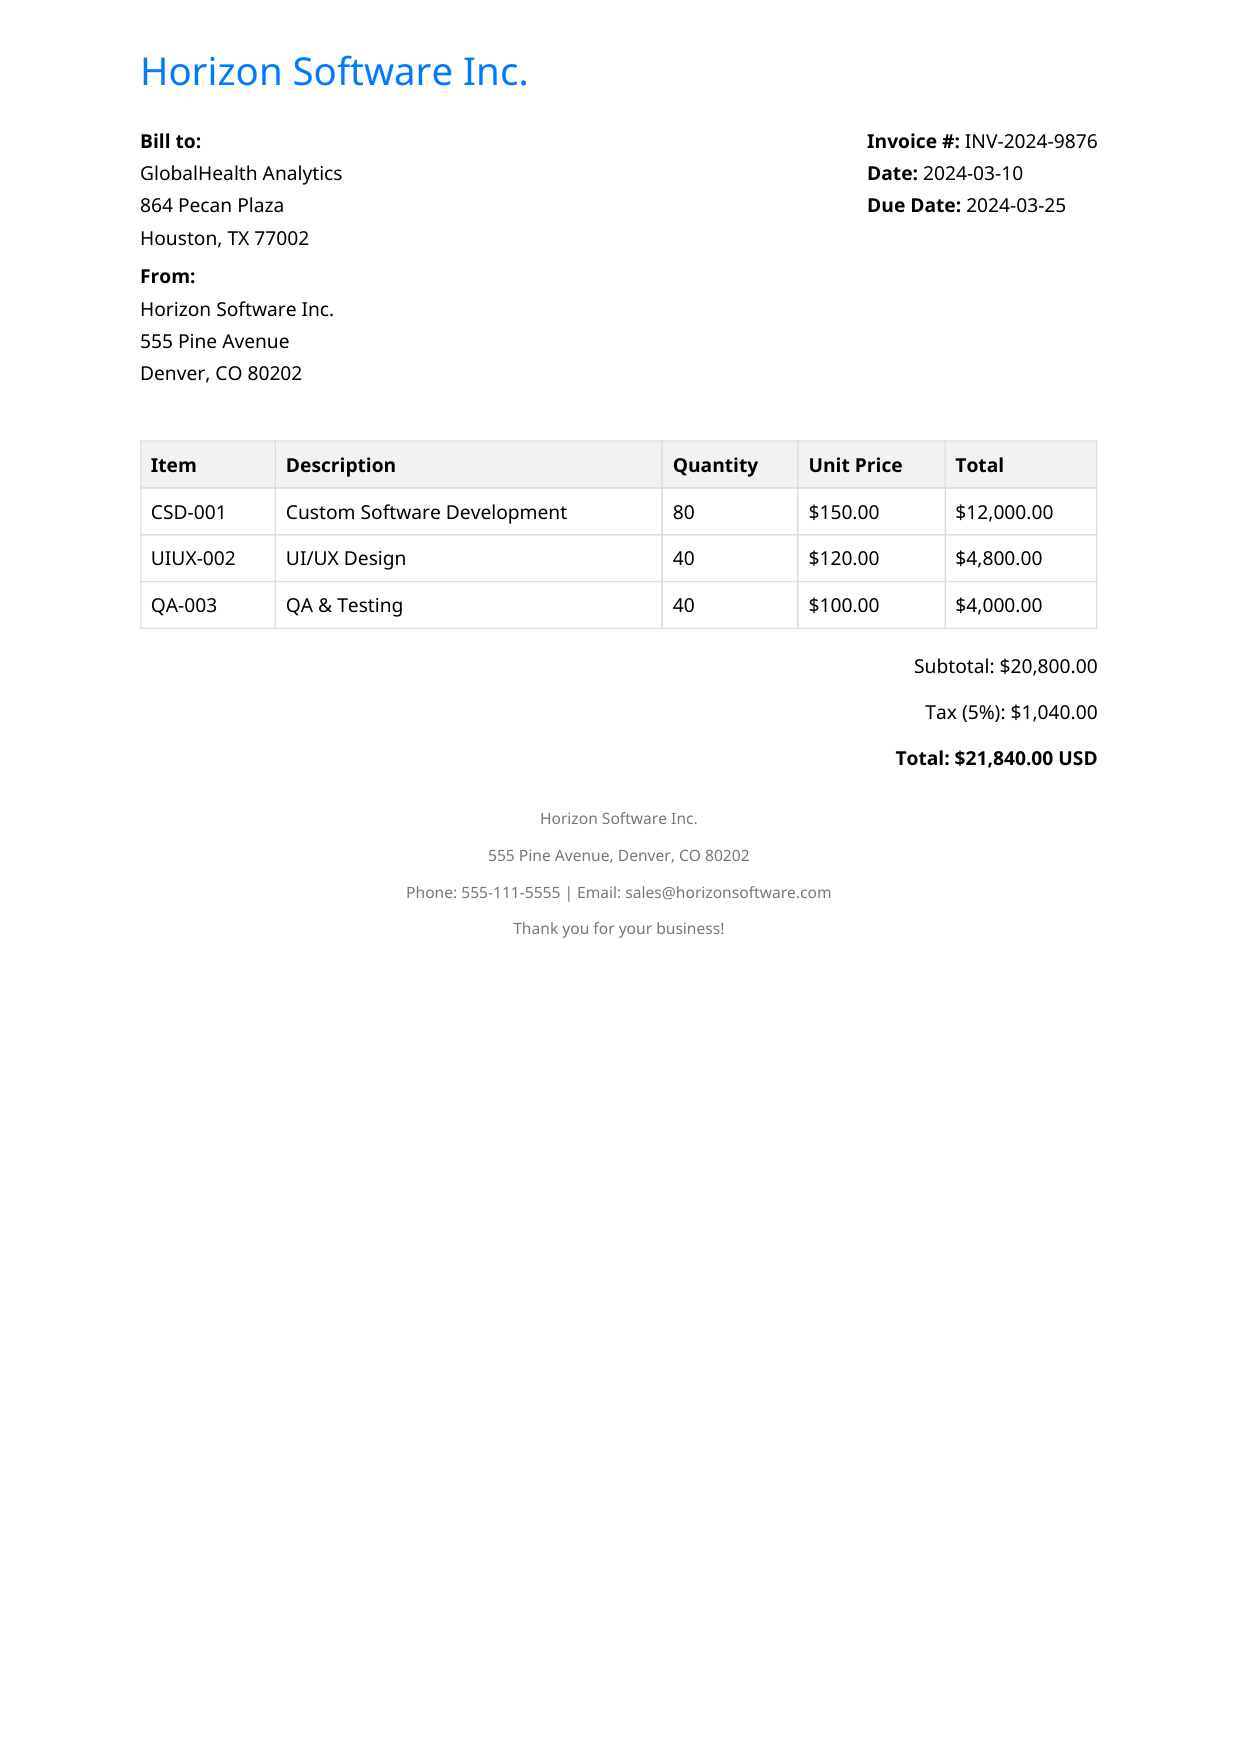 Horizon Software Inc.
Bill to:
GlobalHealth Analytics
864 Pecan Plaza
Houston, TX 77002
From:
Horizon Software Inc.
555 Pine Avenue
Denver, CO 80202
Invoice #: INV-2024-9876
Date: 2024-03-10
Due Date: 2024-03-25
Item Description Quantity Unit Price Total
CSD-001 Custom Software Development 80 $150.00 $12,000.00
UIUX-002 UI/UX Design 40 $120.00 $4,800.00
QA-003 QA & Testing 40 $100.00 $4,000.00
Subtotal: $20,800.00
Tax (5%): $1,040.00
Total: $21,840.00 USD
Horizon Software Inc.
555 Pine Avenue, Denver, CO 80202
Phone: 555-111-5555 | Email: sales@horizonsoftware.com
Thank you for your business!